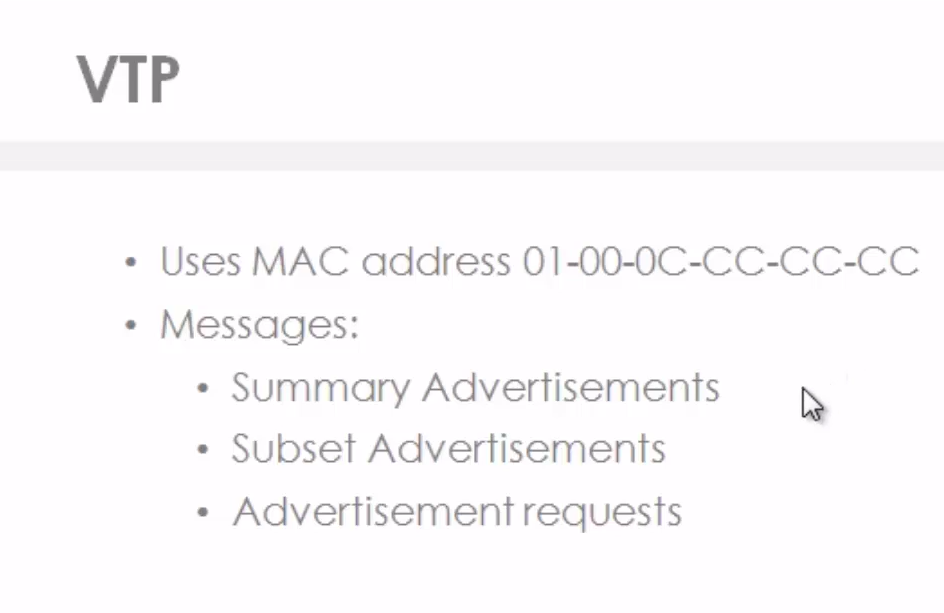 VTP
• Uses MAC address 01-00-0C-CC-CC-CC
• Messages:
• Summary Advertisements
• Subset Advertisements
• Advertisement requests